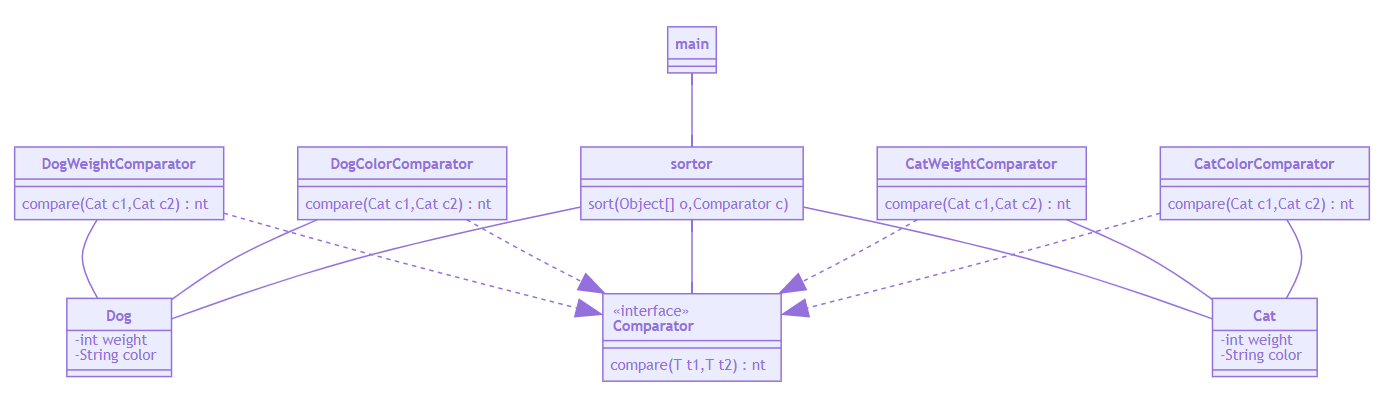 main
DogWeightComparator
compare(Cat c1,Cat c2) : nt
DogColorComparator
compare(Cat c1,Cat c2) : nt
sortor
sort(Object[] o,Comparator c)
CatWeightComparator
compare(Cat c1,Cat c2) : nt
CatColorComparator
compare(Cat c1,Cat c2) : nt
Dog
-int weight
-String color
«interface»
Comparator
compare(T t1,T t2) : nt
Cat
-int weight
-String color